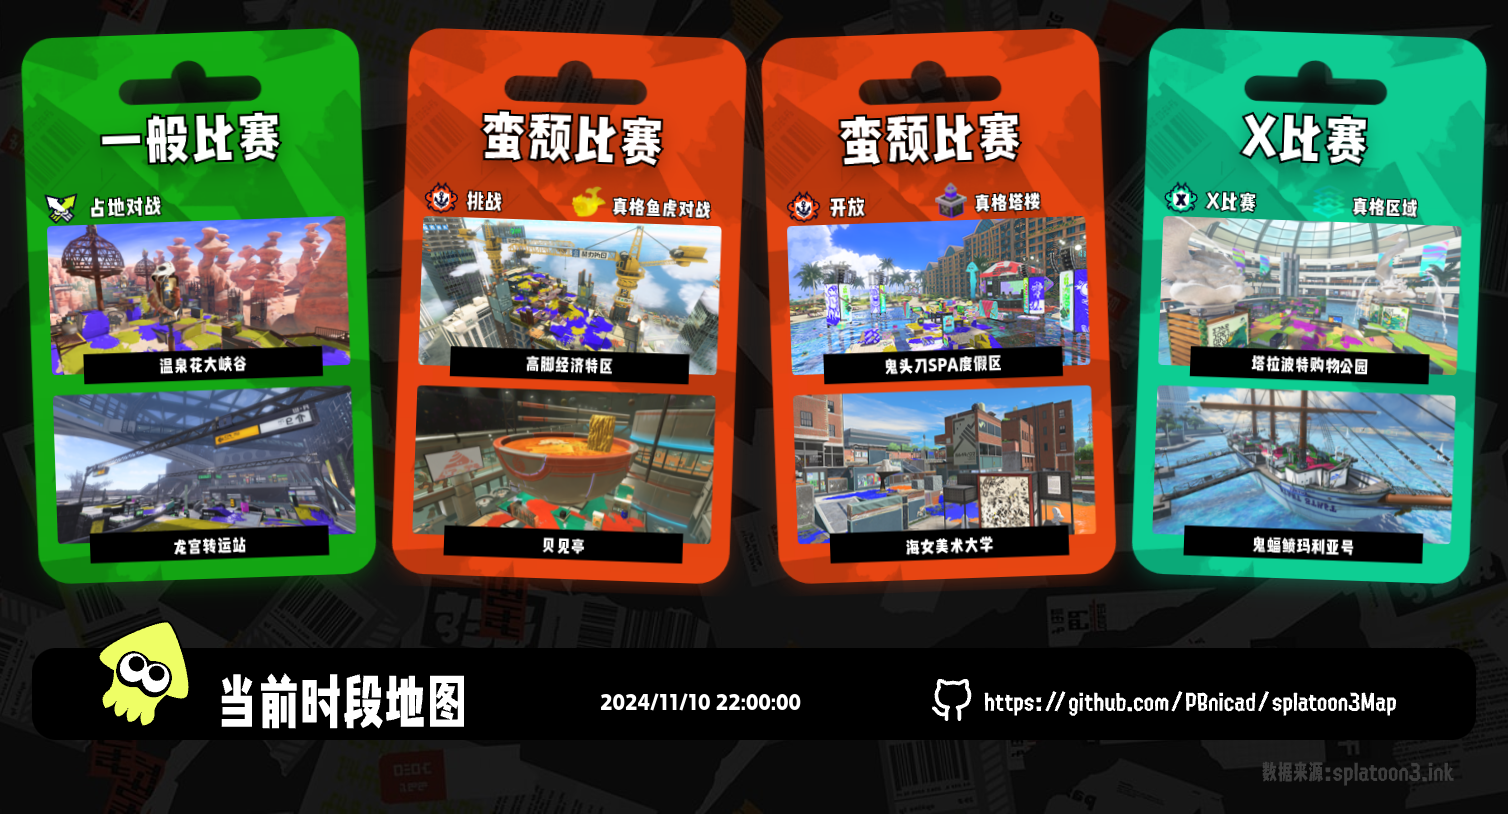 一般比赛
占地对战
温泉花大峡谷
龙宫转运站
蛮颓比赛
挑战
真格鱼虎对战
高脚经济特区
贝见亭
蛮颓比赛
开放
真格塔楼
鬼头刀SPA度假区
海女美术大学
X比赛
X比赛
真格区域
塔拉波特购物公园
鬼蝠鲼玛利亚号
当前时段地图
2024/11/10 22:00:00
https://github.com/PBnicad/splatoon3Map
数据来源:splatoon3.ink